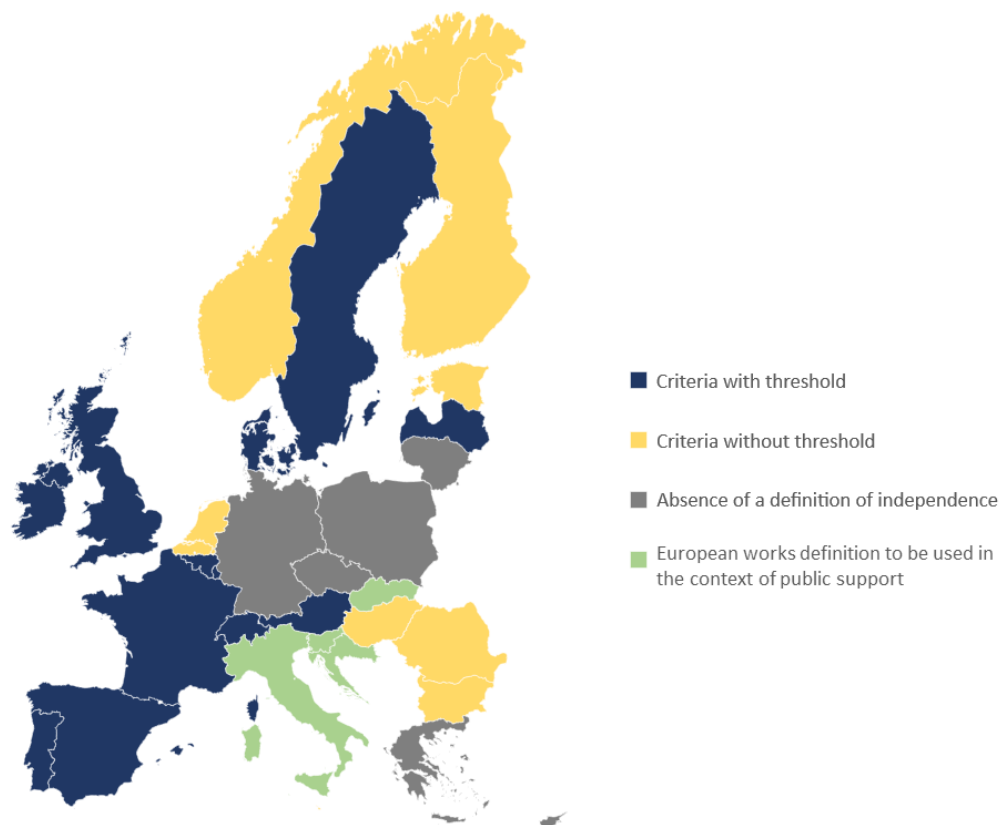 Criteria with threshold
Criteria without threshold
Absence of a definition of independence
European works definition to be used in
the context of public support